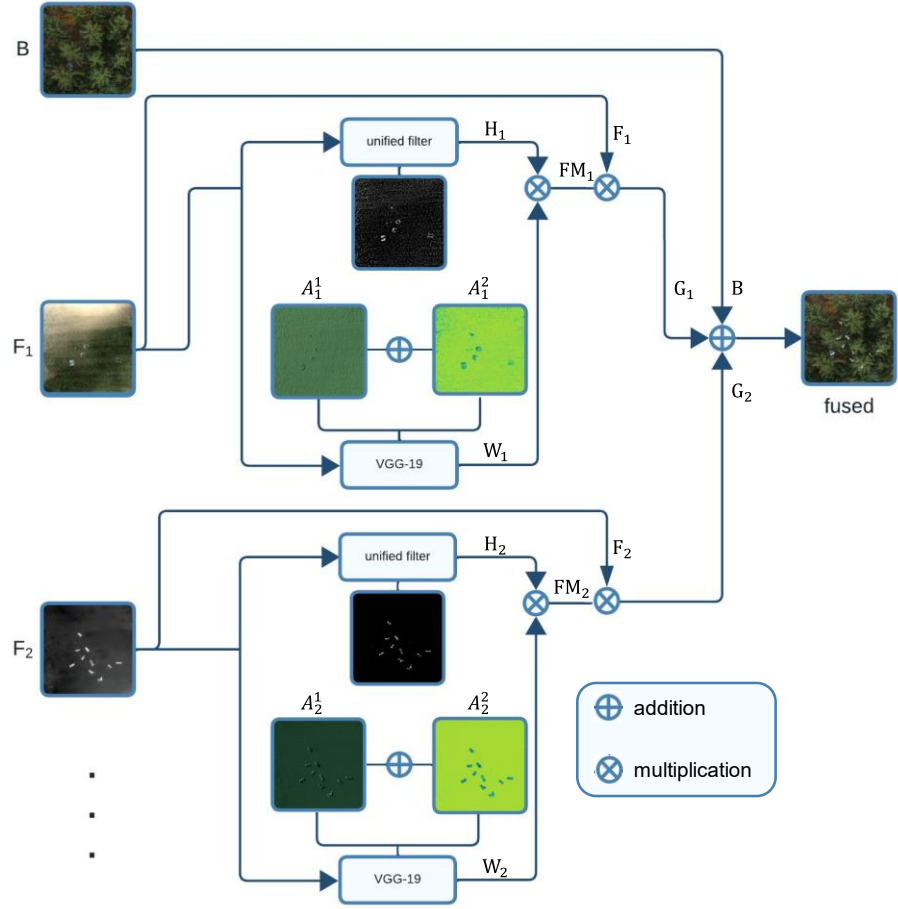 B
unified filter
H₁
F₁
FM₁
A₁¹
A₁²
G₁
B
F₁
G₂
fused
VGG-19
W₁
unified filter
H₂
F₂
FM₂
F₂
A₂¹
A₂²
addition
multiplication
VGG-19
W₂